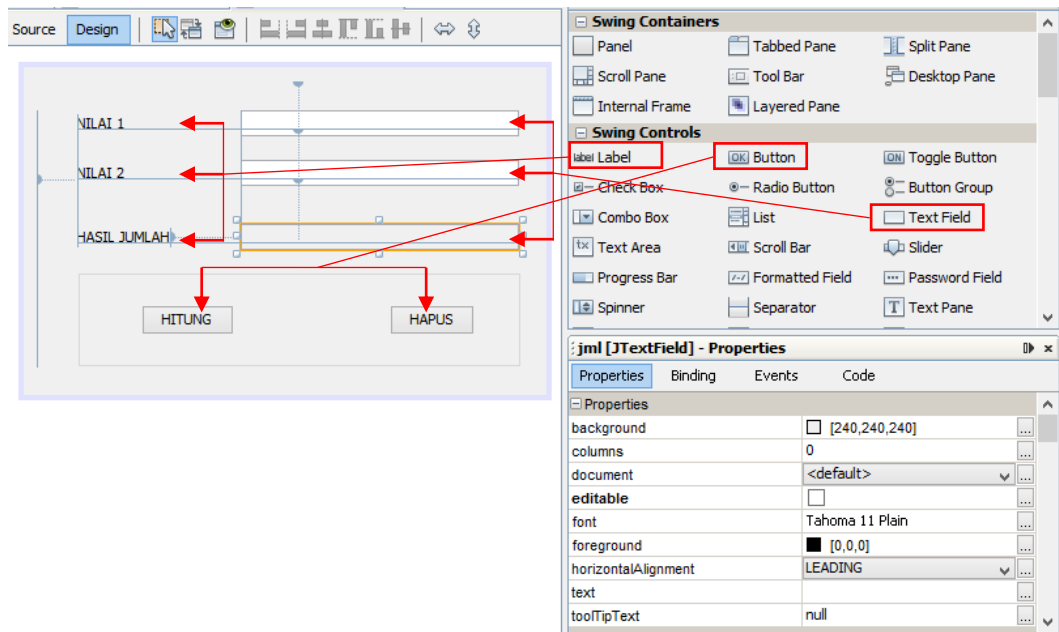 Source Design
NILAI 1
NILAI 2
HASIL JUMLAH
HITUNG HAPUS
Swing Containers
Panel Tabbed Pane Split Pane
Scroll Pane Tool Bar Desktop Pane
Internal Frame Layered Pane
Swing Controls
label Label OK Button ON Toggle Button
Check Box Radio Button Button Group
Combo Box List Text Field
tx Text Area Scroll Bar Slider
Progress Bar Formatted Field Password Field
Spinner Separator T Text Pane
jml [JTextField] - Properties
Properties Binding Events Code
Properties
background [240,240,240] ...
columns 0 ...
document <default> ...
editable ...
font Tahoma 11 Plain ...
foreground [0,0,0] ...
horizontalAlignment LEADING ...
text ...
toolTipText null ...